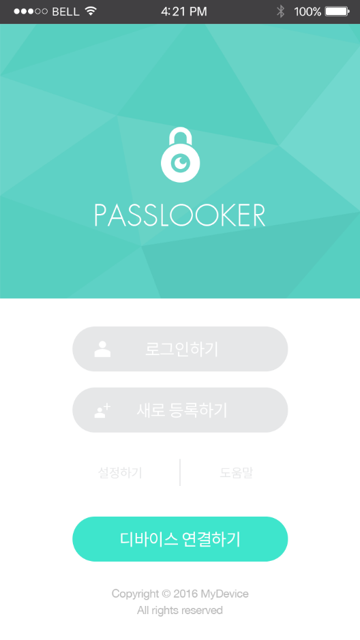 BELL 4:21 PM 100%
PASSLOOKER
로그인하기
새로 등록하기
설정하기 도움말
디바이스 연결하기
Copyright © 2016 MyDevice
All rights reserved